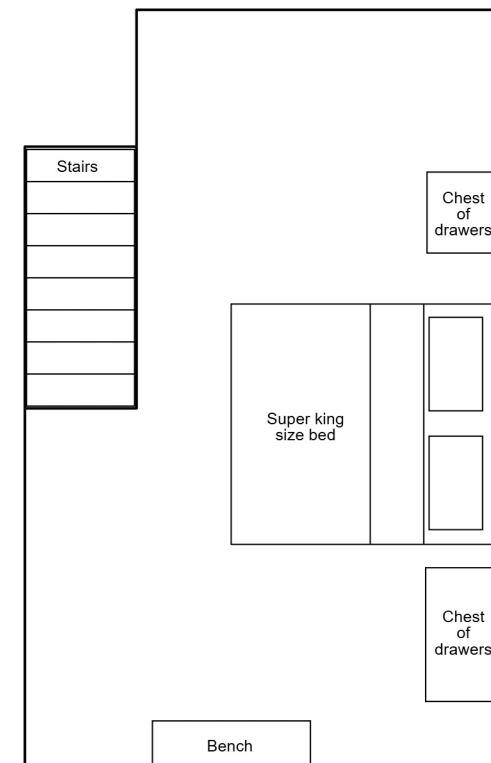 Stairs
Chest
of
drawers
Super king
size bed
Chest
of
drawers
Bench